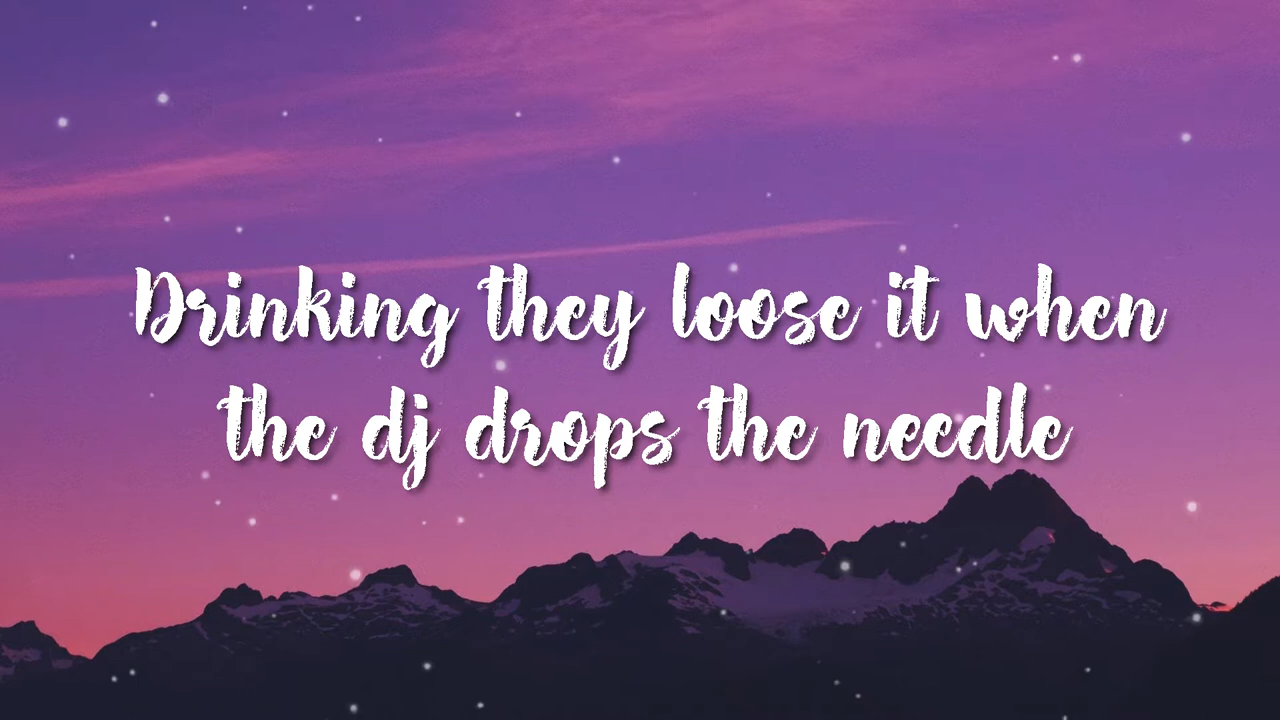 Drinking they loose it when
the dj drops the needle